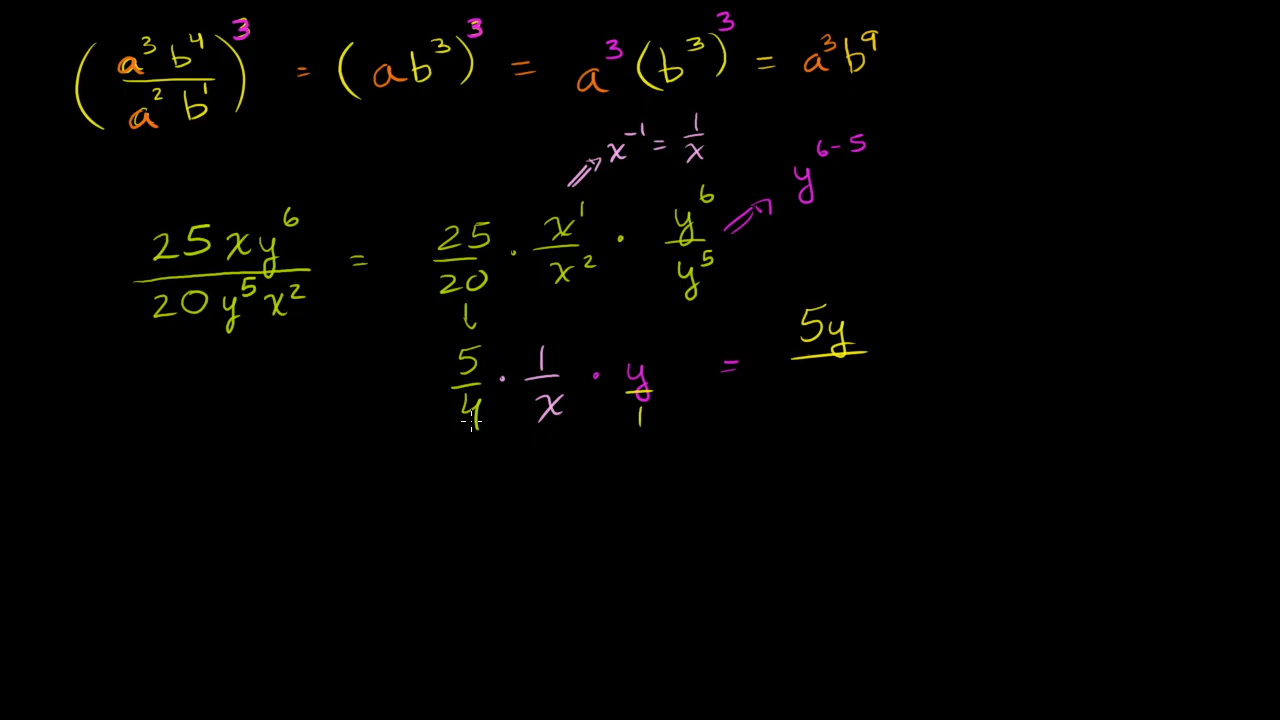 (a³b⁴/a²b¹)³ = (ab³)³ = a³(b³)³ = a³b⁹
x⁻¹ = 1/x
y⁶⁻⁵
25xy⁶/20y⁵x² = 25/20 · x¹/x² · y⁶/y⁵
5/4 · 1/x · y/1 = 5y